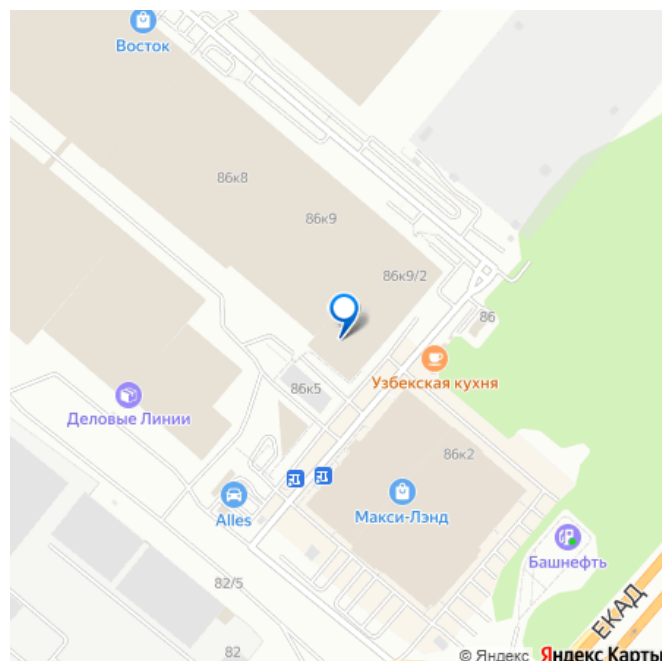 Восток
86к8
86к9
86к9/2
86
Узбекская кухня
86к5
Деловые Линии
86к2
Макси-Лэнд
Alles
Башнефть
82/5
ЕКАД
82
© Яндекс Яндекс Карты